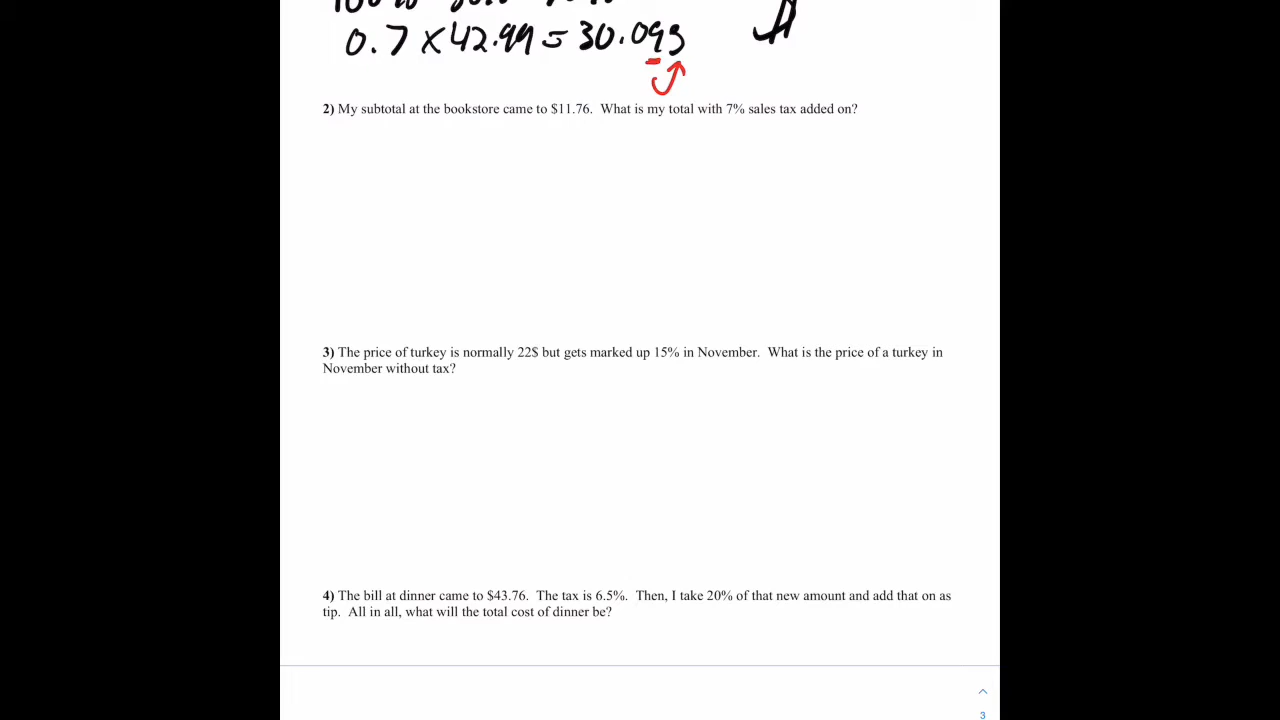 0.7 × 42.99 = 30.093
2) My subtotal at the bookstore came to $11.76. What is my total with 7% sales tax added on?
3) The price of turkey is normally 22$ but gets marked up 15% in November. What is the price of a turkey in
November without tax?
4) The bill at dinner came to $43.76. The tax is 6.5%. Then, I take 20% of that new amount and add that on as
tip. All in all, what will the total cost of dinner be?
3